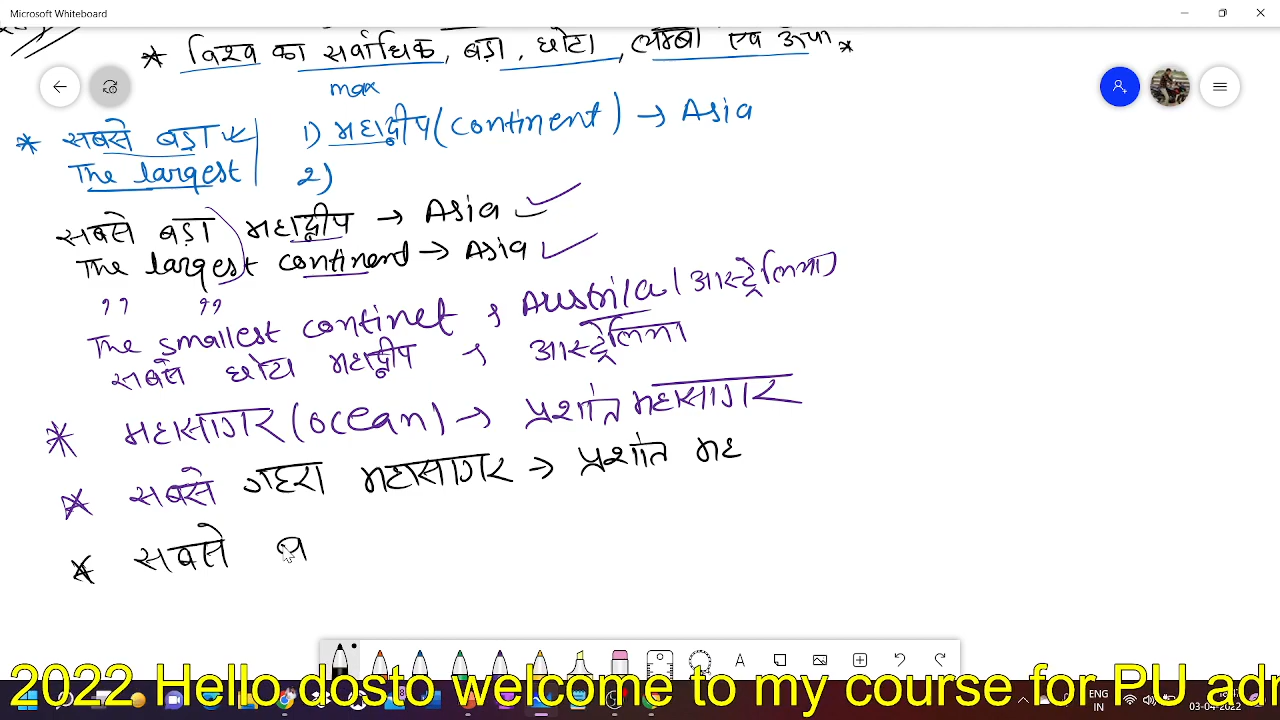 Microsoft Whiteboard
* विश्व का सर्वाधिक, बड़ा, छोटा, लम्बा एवं *
max
* सबसे बड़ा 1) महाद्वीप (continent) → Asia
The largest 2)
सबसे बड़ा महाद्वीप → Asia
The largest continent → Asia
" "
The smallest continet , (आस्ट्रेलिया)
सबसे छोटा महाद्वीप , आस्ट्रेलिया
* महासागर (ocean) → प्रशांत महासागर
* सबसे गहरा महासागर → प्रशांत मह
* सबसे
2022 Hello dosto welcome to my course for PU adm
ENG
IN
03-04-2022